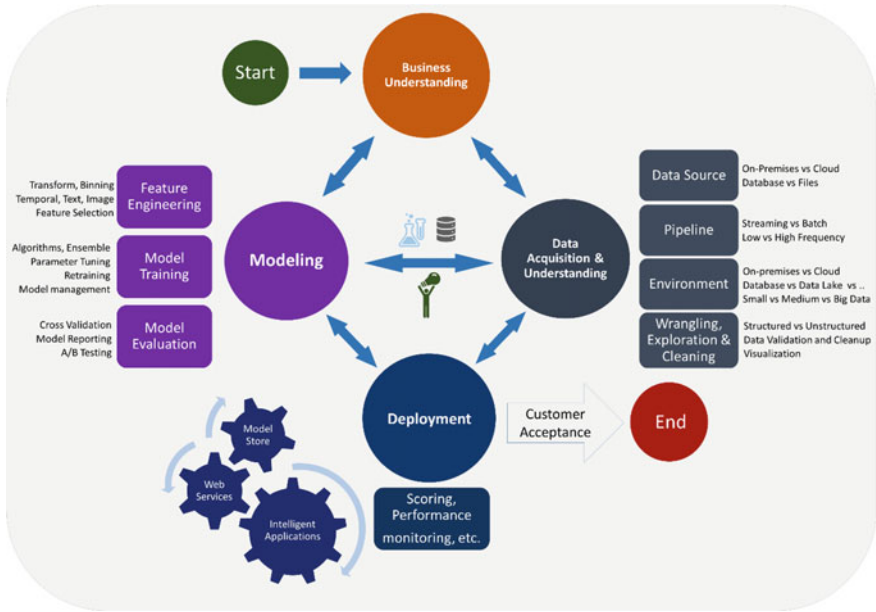 Start
Business
Understanding
Transform, Binning
Temporal, Text, Image
Feature Selection
Feature
Engineering
Algorithms, Ensemble
Parameter Tuning
Retraining
Model management
Model
Training
Cross Validation
Model Reporting
A/B Testing
Model
Evaluation
Modeling
Data
Acquisition &
Understanding
Data Source
On-Premises vs Cloud
Database vs Files
Pipeline
Streaming vs Batch
Low vs High Frequency
Environment
On-premises vs Cloud
Database vs Data Lake vs ..
Small vs Medium vs Big Data
Wrangling,
Exploration &
Cleaning
Structured vs Unstructured
Data Validation and Cleanup
Visualization
Deployment
Customer
Acceptance
End
Model
Store
Web
Services
Intelligent
Applications
Scoring,
Performance
monitoring, etc.